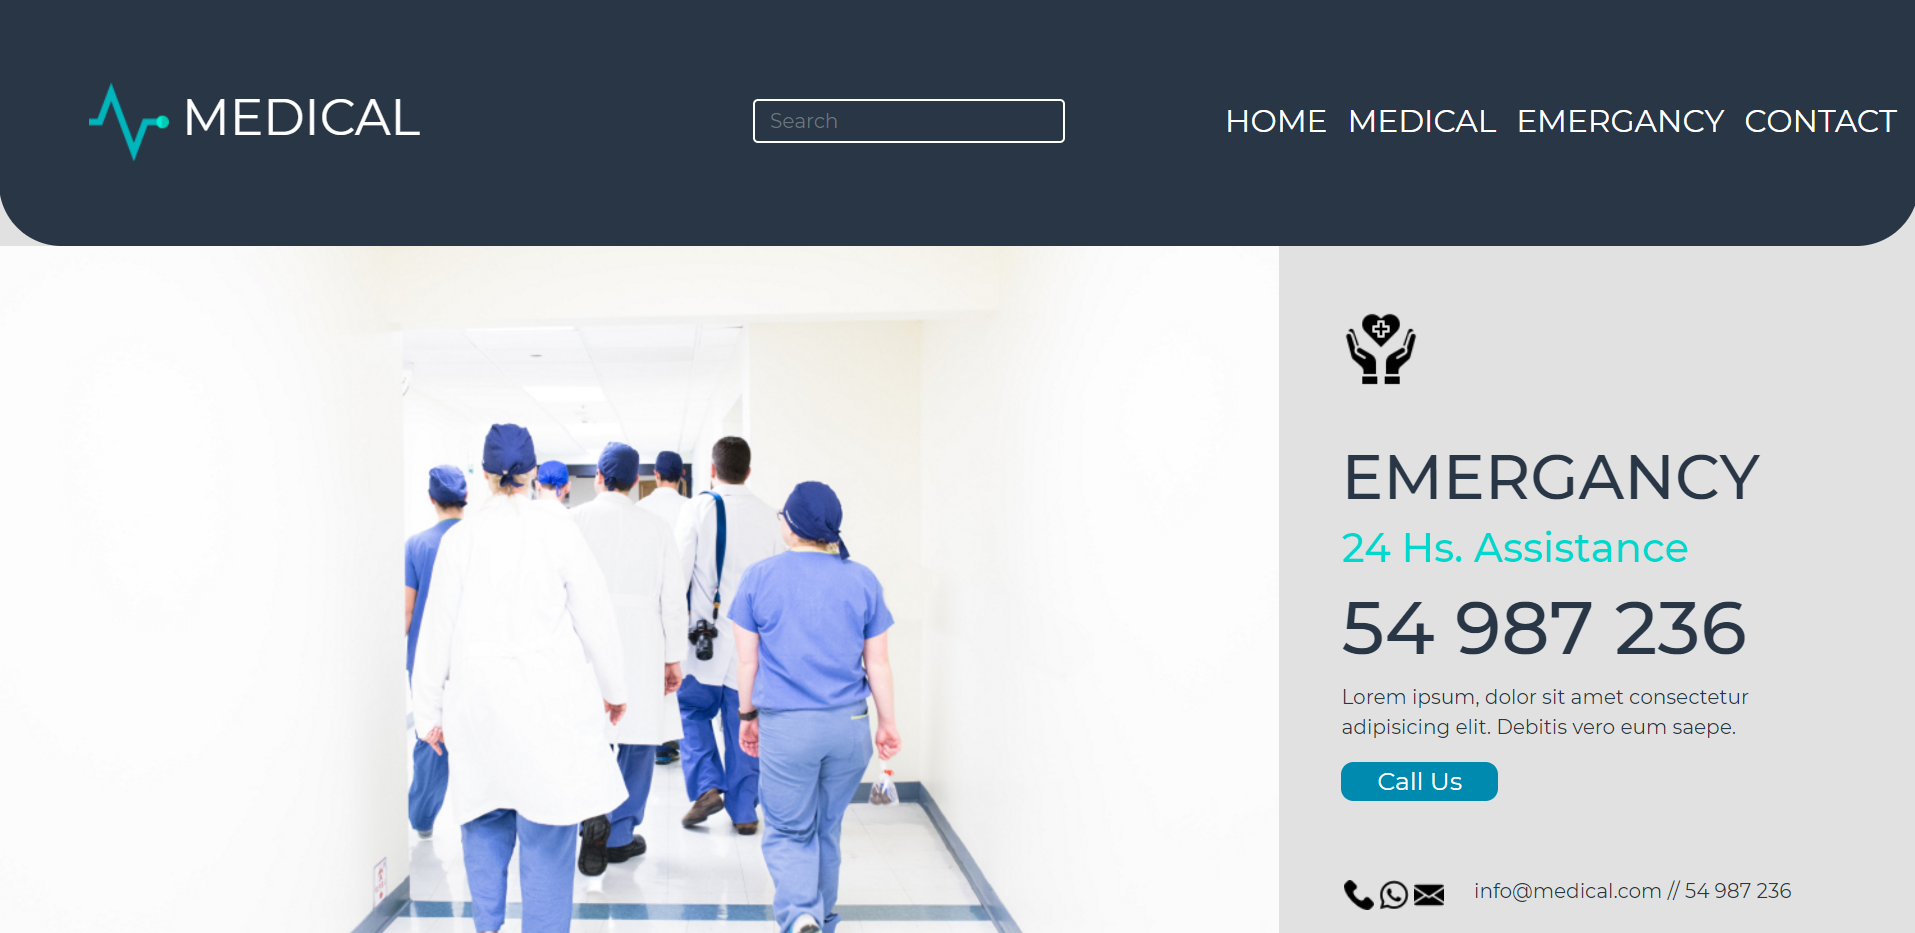 MEDICAL
Search
HOME MEDICAL EMERGANCY CONTACT
EMERGANCY
24 Hs. Assistance
54 987 236
Lorem ipsum, dolor sit amet consectetur
adipisicing elit. Debitis vero eum saepe.
Call Us
info@medical.com // 54 987 236